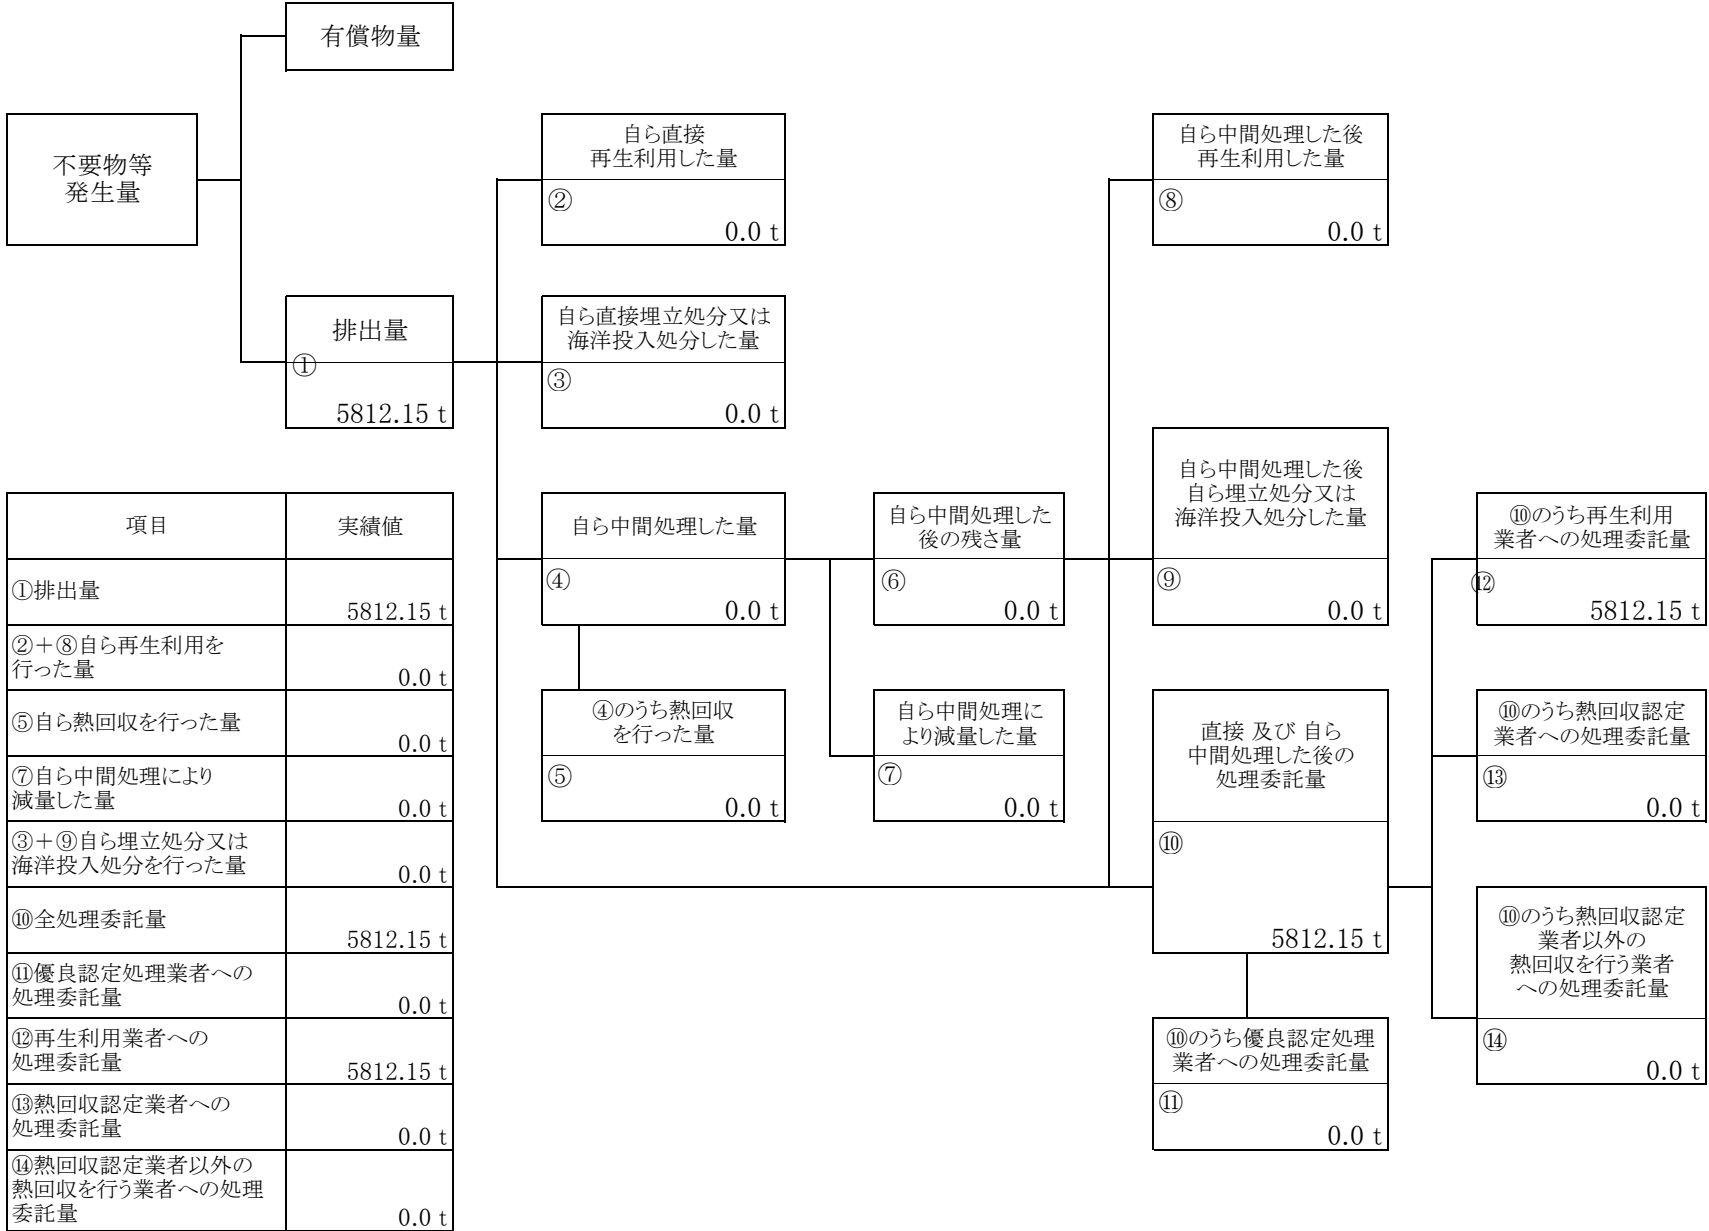 有償物量
不要物等
発生量
自ら直接
再生利用した量
②
0.0 t
自ら中間処理した後
再生利用した量
⑧
0.0 t
排出量
①
5812.15 t
自ら直接埋立処分又は
海洋投入処分した量
③
0.0 t
自ら中間処理した量
④
0.0 t
自ら中間処理した
後の残さ量
⑥
0.0 t
自ら中間処理した後
自ら埋立処分又は
海洋投入処分した量
⑨
0.0 t
⑩のうち再生利用
業者への処理委託量
⑫
5812.15 t
④のうち熱回収
を行った量
⑤
0.0 t
自ら中間処理に
より減量した量
⑦
0.0 t
直接 及び 自ら
中間処理した後の
処理委託量
⑩
5812.15 t
⑩のうち熱回収認定
業者への処理委託量
⑬
0.0 t
⑩のうち熱回収認定
業者以外の
熱回収を行う業者
への処理委託量
⑭
0.0 t
⑩のうち優良認定処理
業者への処理委託量
⑪
0.0 t
項目 実績値
①排出量
5812.15 t
②＋⑧自ら再生利用を
行った量
0.0 t
⑤自ら熱回収を行った量
0.0 t
⑦自ら中間処理により
減量した量
0.0 t
③＋⑨自ら埋立処分又は
海洋投入処分を行った量
0.0 t
⑩全処理委託量
5812.15 t
⑪優良認定処理業者への
処理委託量
0.0 t
⑫再生利用業者への
処理委託量
5812.15 t
⑬熱回収認定業者への
処理委託量
0.0 t
⑭熱回収認定業者以外の
熱回収を行う業者への処理
委託量
0.0 t